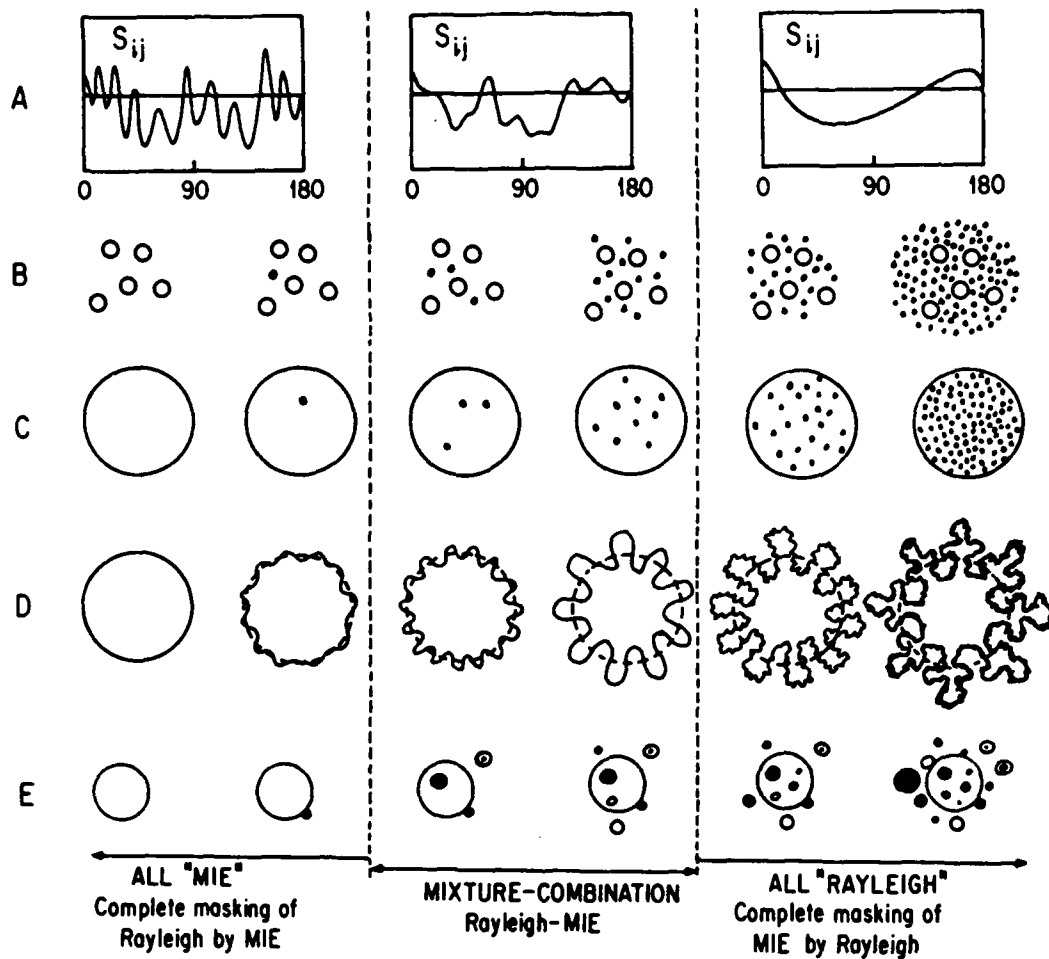 S_ij S_ij S_ij
A
0 90 180 0 90 180 0 90 180
B
C
D
E
ALL "MIE"
Complete masking of
Rayleigh by MIE
MIXTURE-COMBINATION
Rayleigh-MIE
ALL "RAYLEIGH"
Complete masking of
MIE by Rayleigh